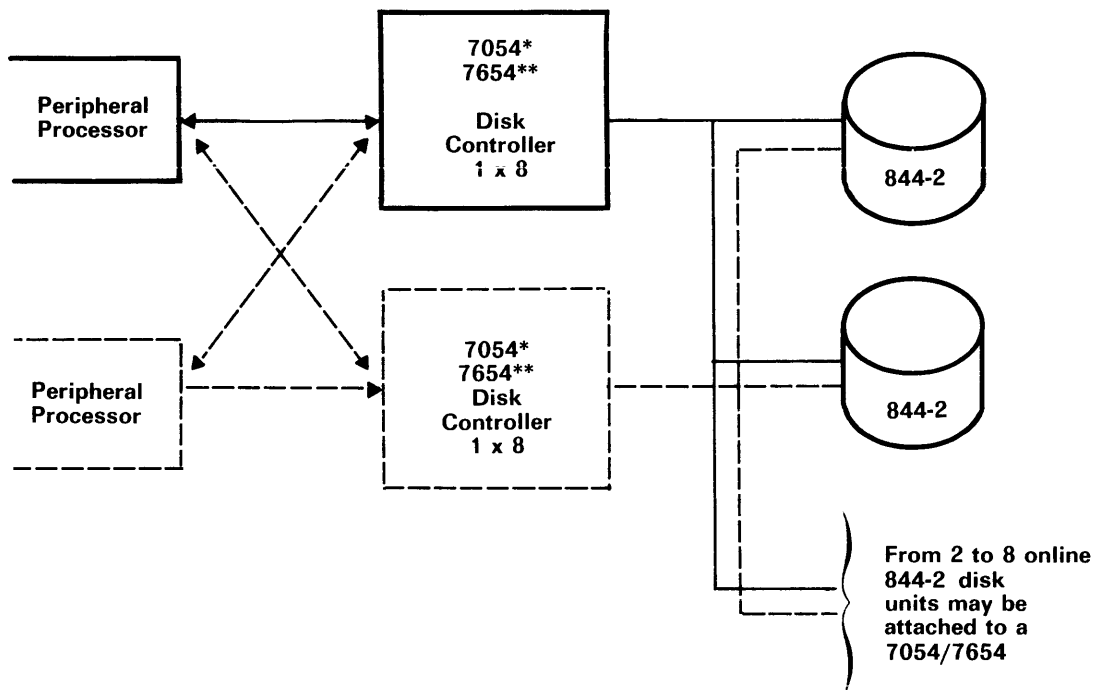 Peripheral
Processor
7054*
7654**
Disk
Controller
1 x 8
844-2
Peripheral
Processor
7054*
7654**
Disk
Controller
1 x 8
844-2
From 2 to 8 online
844-2 disk
units may be
attached to a
7054/7654